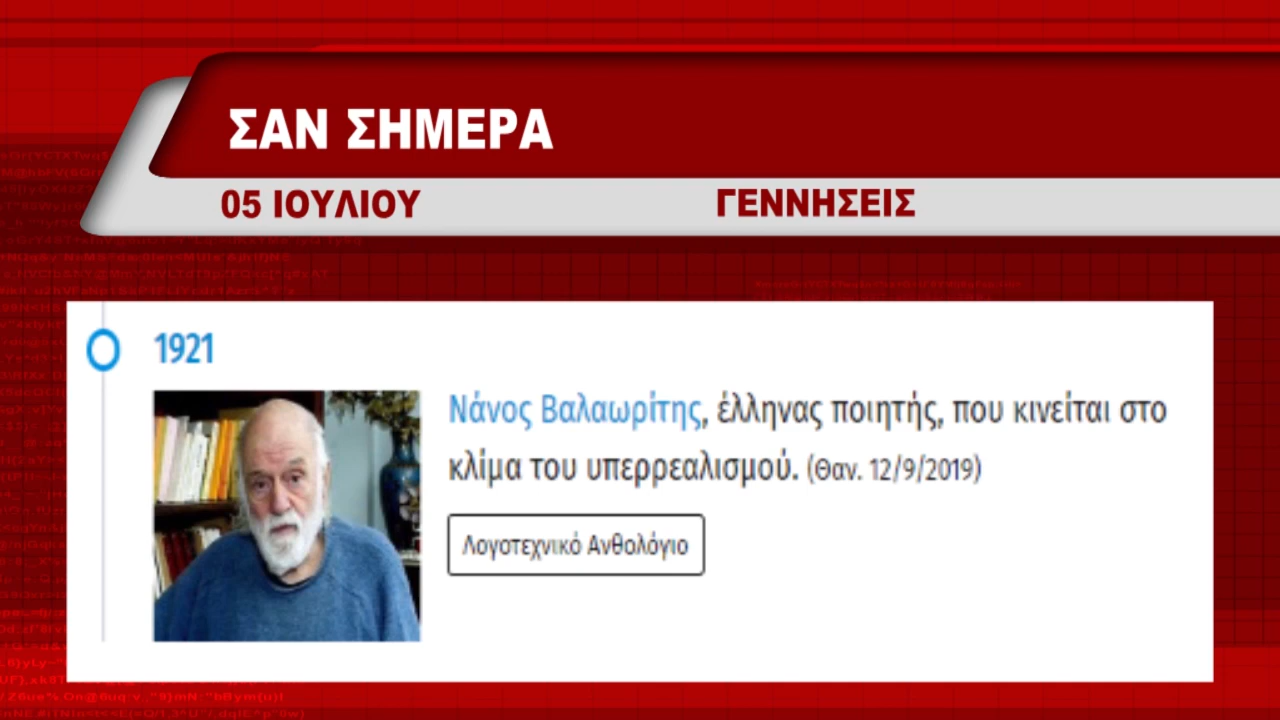 ΣΑΝ ΣΗΜΕΡΑ
05 ΙΟΥΛΙΟΥ ΓΕΝΝΗΣΕΙΣ
1921
Νάνος Βαλαωρίτης, έλληνας ποιητής, που κινείται στο
κλίμα του υπερρεαλισμού. (Θαν. 12/9/2019)
Λογοτεχνικό Ανθολόγιο